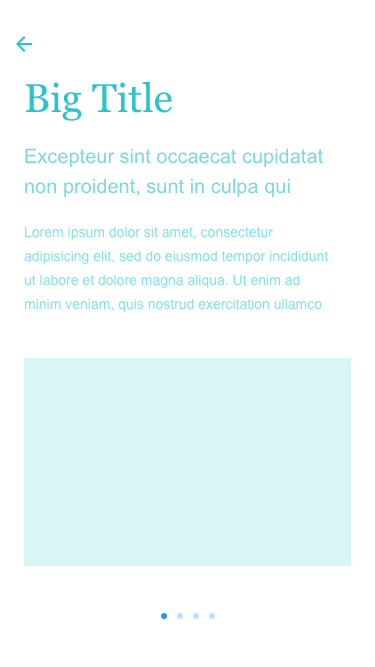 Big Title
Excepteur sint occaecat cupidatat
non proident, sunt in culpa qui
Lorem ipsum dolor sit amet, consectetur
adipisicing elit, sed do eiusmod tempor incididunt
ut labore et dolore magna aliqua. Ut enim ad
minim veniam, quis nostrud exercitation ullamco